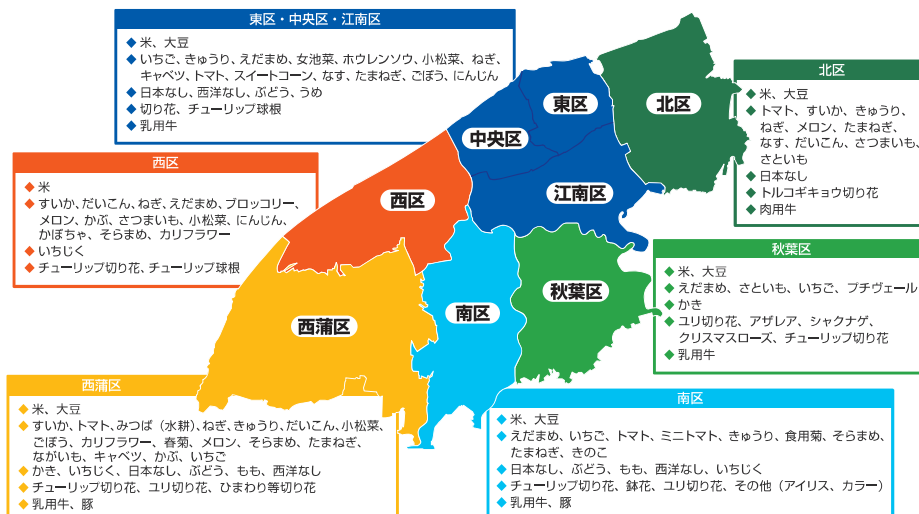 東区・中央区・江南区
◆ 米、大豆
◆ いちご、きゅうり、えだまめ、女池菜、ホウレンソウ、小松菜、ねぎ、
キャベツ、トマト、スイートコーン、なす、たまねぎ、ごぼう、にんじん
◆ 日本なし、西洋なし、ぶどう、うめ
◆ 切り花、チューリップ球根
◆ 乳用牛
北区
◆ 米、大豆
◆ トマト、すいか、きゅうり、
ねぎ、メロン、たまねぎ、
なす、だいこん、さつまいも、
さといも
◆ 日本なし
◆ トルコギキョウ切り花
◆ 肉用牛
西区
◆ 米
◆ すいか、だいこん、ねぎ、えだまめ、ブロッコリー、
メロン、かぶ、さつまいも、小松菜、にんじん、
かぼちゃ、そらまめ、カリフラワー
◆ いちじく
◆ チューリップ切り花、チューリップ球根
東区
北区
中央区
西区
江南区
秋葉区
南区
西蒲区
秋葉区
◆ 米、大豆
◆ えだまめ、さといも、いちご、プチヴェール
◆ かき
◆ ユリ切り花、アザレア、シャクナゲ、
クリスマスローズ、チューリップ切り花
◆ 乳用牛
西蒲区
◆ 米、大豆
◆ すいか、トマト、みつば（水耕）、ねぎ、きゅうり、だいこん、小松菜、
ごぼう、カリフラワー、春菊、メロン、そらまめ、たまねぎ、
ながいも、キャベツ、かぶ、いちご
◆ かき、いちじく、日本なし、ぶどう、もも、西洋なし
◆ チューリップ切り花、ユリ切り花、ひまわり等切り花
◆ 乳用牛、豚
南区
◆ 米、大豆
◆ えだまめ、いちご、トマト、ミニトマト、きゅうり、食用菊、そらまめ、
たまねぎ、きのこ
◆ 日本なし、ぶどう、もも、西洋なし、いちじく
◆ チューリップ切り花、鉢花、ユリ切り花、その他（アイリス、カラー）
◆ 乳用牛、豚